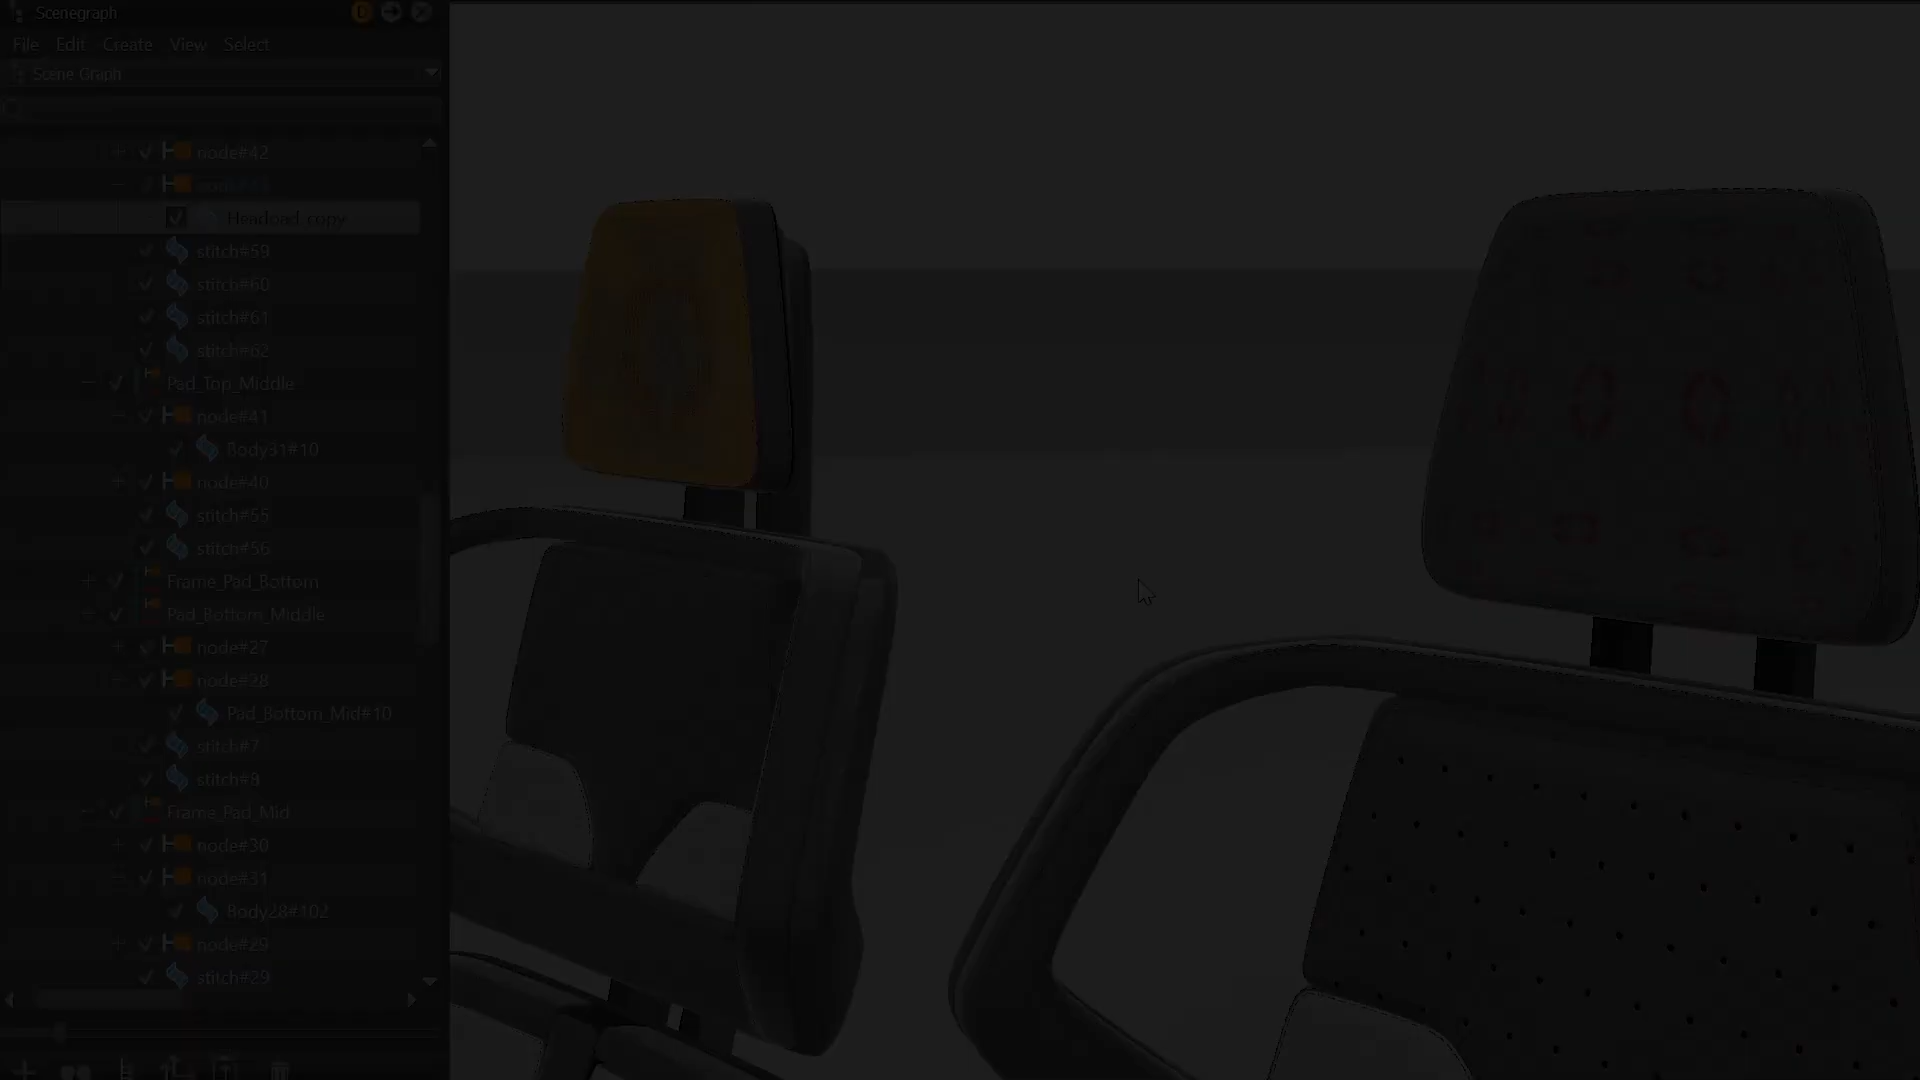 Scenegraph
File Edit Create View Select
Scene Graph
node#42
Headpad_copy
stitch#59
stitch#60
stitch#61
stitch#62
Pad_Top_Middle
node#41
Body31#10
node#40
stitch#55
stitch#56
Frame_Pad_Bottom
Pad_Bottom_Middle
node#27
node#28
Pad_Bottom_Mid#10
stitch#7
stitch#8
Frame_Pad_Mid
node#30
node#31
Body28#102
node#29
stitch#29